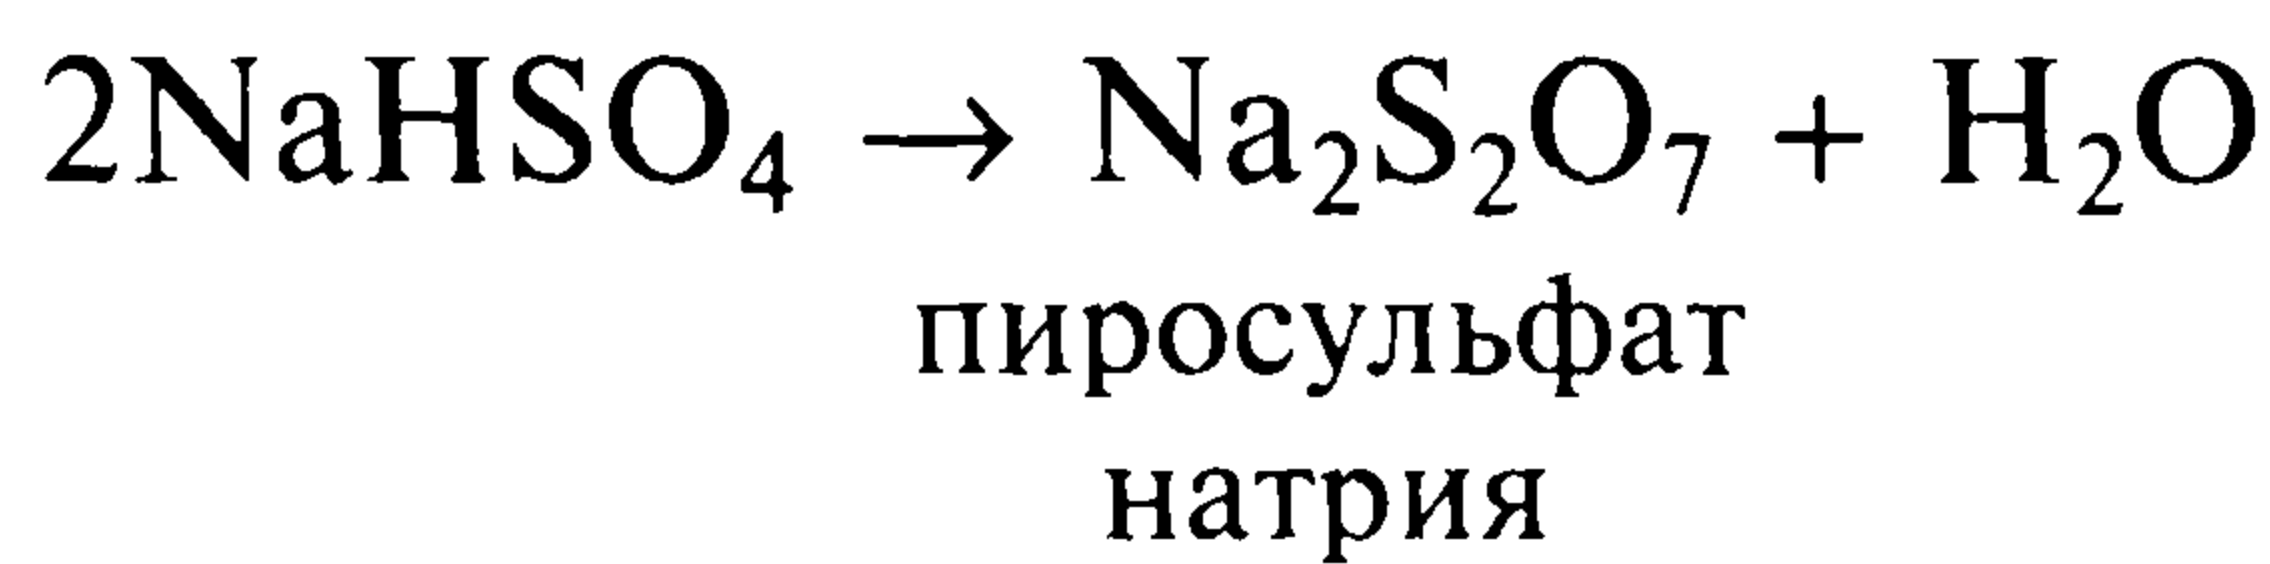 2NaHSO₄ → Na₂S₂O₇ + H₂O
пиросульфат
натрия